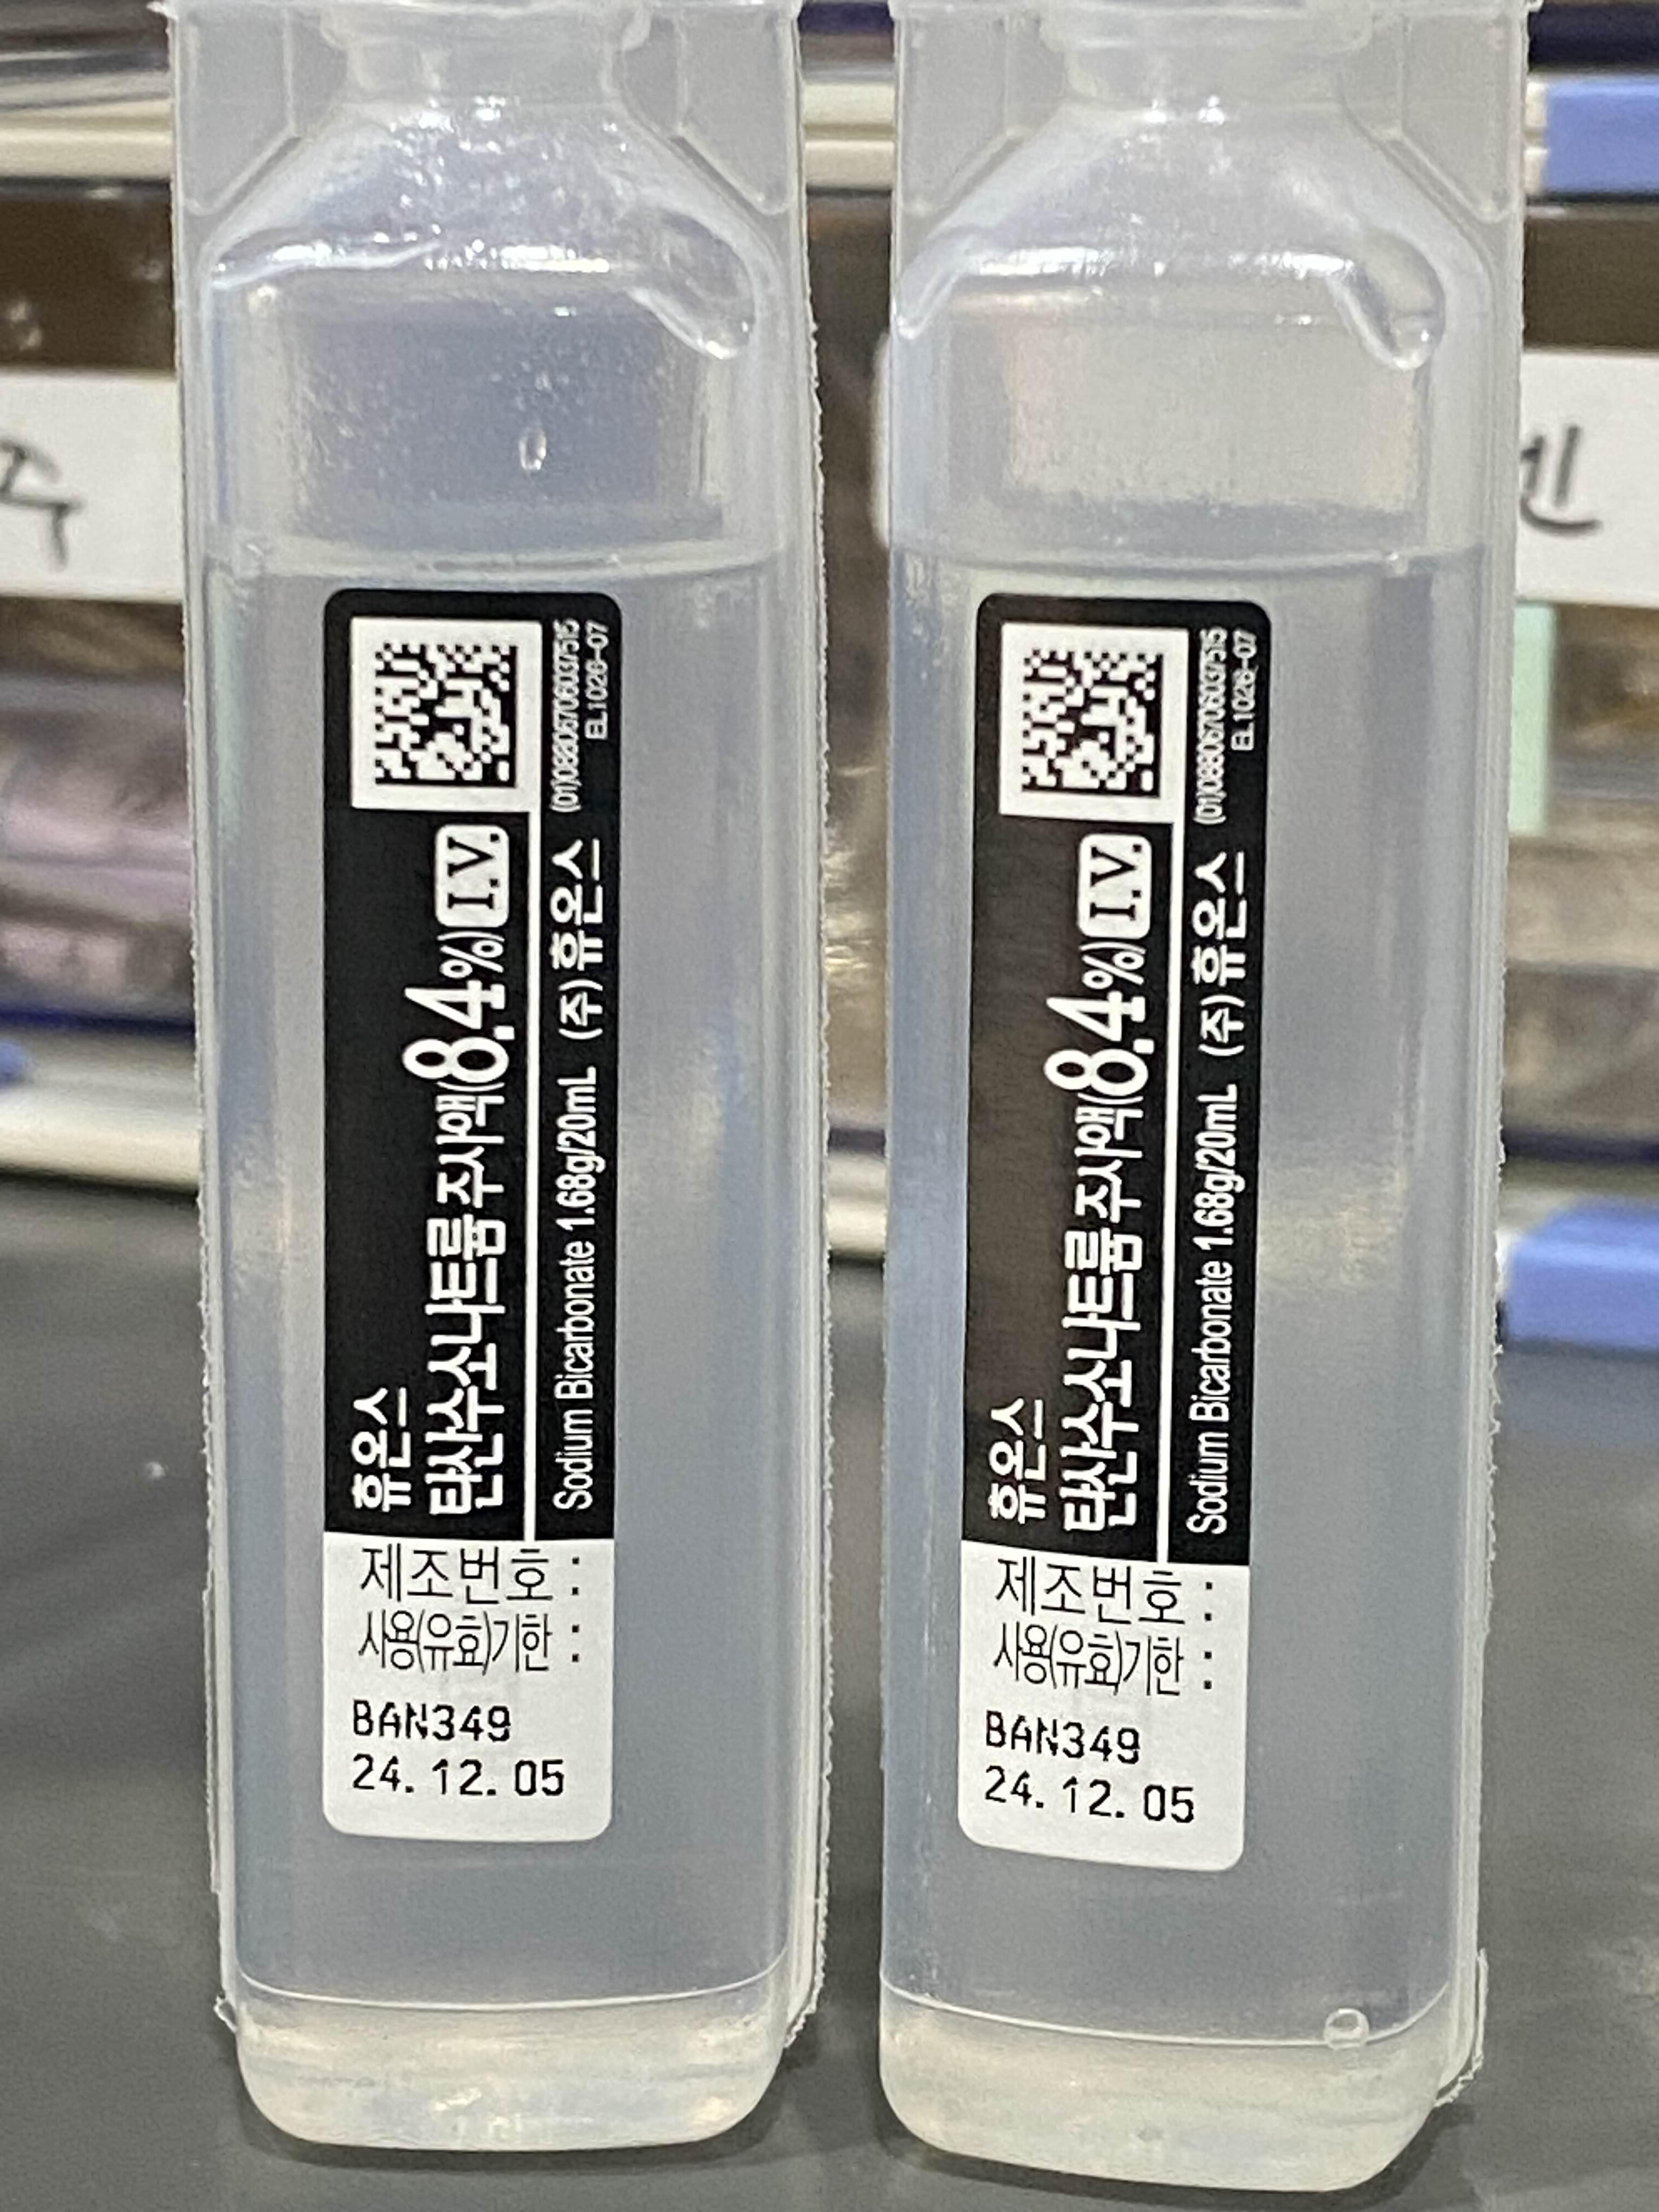 휴온스
탄산수소나트륨주사액(8.4%) I.V.
Sodium Bicarbonate 1.68g/20mL (주)휴온스
(01)08806706037515
EL1028-07
제조번호 :
사용(유효)기한 :
BAN349
24. 12. 05
휴온스
탄산수소나트륨주사액(8.4%) I.V.
Sodium Bicarbonate 1.68g/20mL (주)휴온스
(01)08806706037515
EL1028-07
제조번호 :
사용(유효)기한 :
BAN349
24. 12. 05